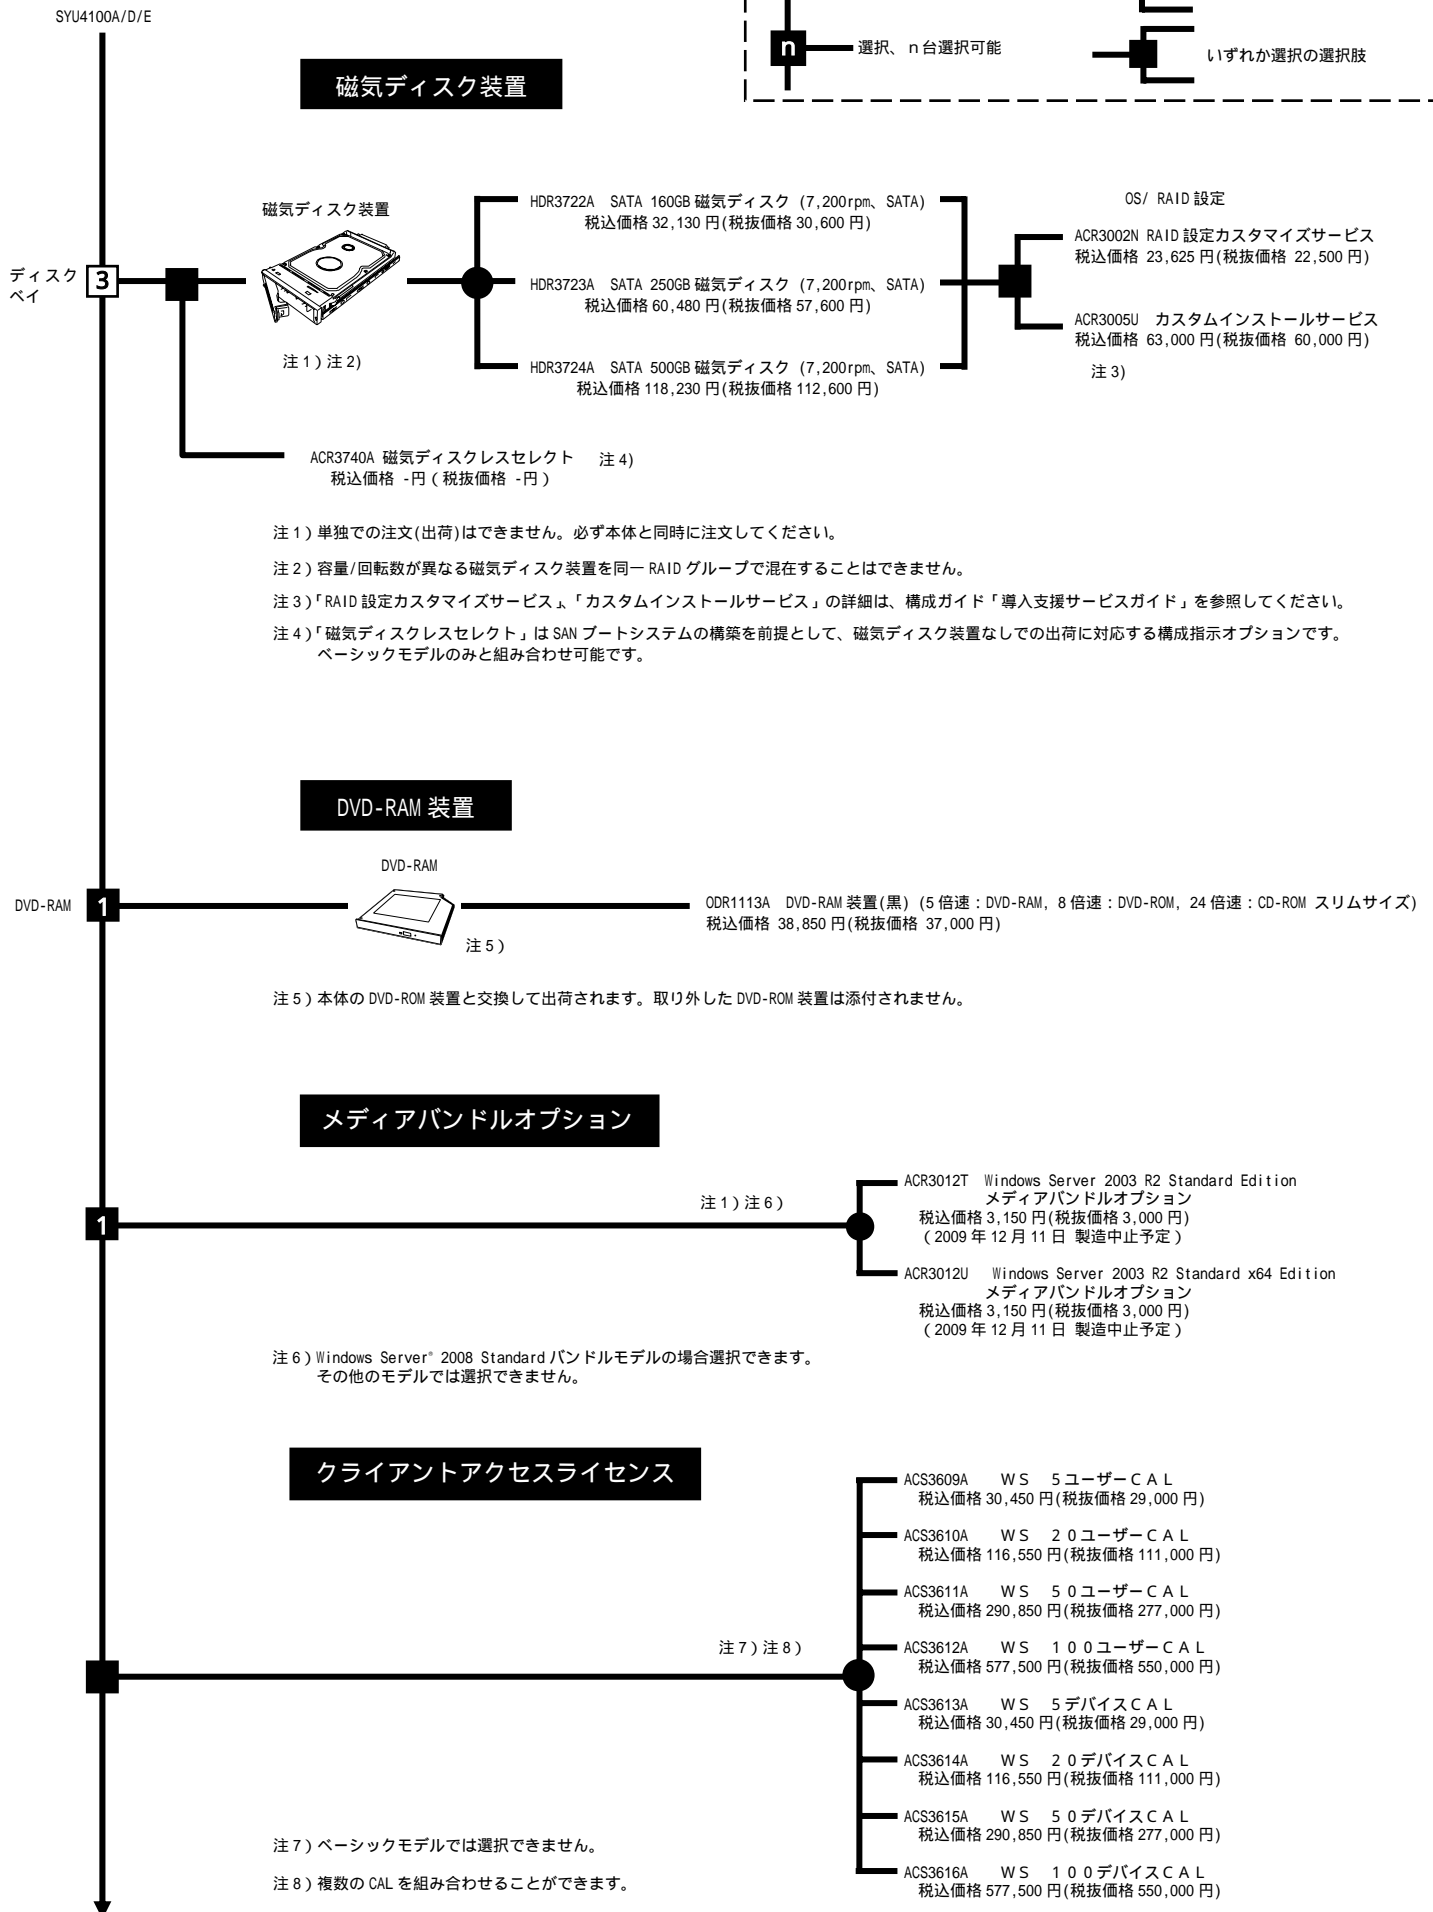 SYU4100A/D/E
n 選択、ｎ台選択可能
いずれか選択の選択肢
磁気ディスク装置
磁気ディスク装置
ディスク
ベイ
3
注1）注2)
HDR3722A SATA 160GB 磁気ディスク (7,200rpm、SATA)
税込価格 32,130 円(税抜価格 30,600 円)
HDR3723A SATA 250GB 磁気ディスク (7,200rpm、SATA)
税込価格 60,480 円(税抜価格 57,600 円)
HDR3724A SATA 500GB 磁気ディスク (7,200rpm、SATA)
税込価格 118,230 円(税抜価格 112,600 円)
OS/ RAID 設定
ACR3002N RAID 設定カスタマイズサービス
税込価格 23,625 円(税抜価格 22,500 円)
ACR3005U カスタムインストールサービス
税込価格 63,000 円(税抜価格 60,000 円)
注3)
ACR3740A 磁気ディスクレスセレクト 注4)
税込価格 -円（税抜価格 -円）
注1）単独での注文(出荷)はできません。必ず本体と同時に注文してください。
注2）容量/回転数が異なる磁気ディスク装置を同一 RAID グループで混在することはできません。
注3）「RAID 設定カスタマイズサービス」、「カスタムインストールサービス」の詳細は、構成ガイド「導入支援サービスガイド」を参照してください。
注4）「磁気ディスクレスセレクト」は SAN ブートシステムの構築を前提として、磁気ディスク装置なしでの出荷に対応する構成指示オプションです。
ベーシックモデルのみと組み合わせ可能です。
DVD-RAM 装置
DVD-RAM
DVD-RAM
1
注5）
ODR1113A DVD-RAM 装置(黒) (5 倍速：DVD-RAM, 8 倍速：DVD-ROM, 24 倍速：CD-ROM スリムサイズ)
税込価格 38,850 円(税抜価格 37,000 円)
注5）本体の DVD-ROM 装置と交換して出荷されます。取り外した DVD-ROM 装置は添付されません。
メディアバンドルオプション
1
注1）注6）
ACR3012T Windows Server 2003 R2 Standard Edition
メディアバンドルオプション
税込価格 3,150 円(税抜価格 3,000 円)
（2009 年 12 月 11 日 製造中止予定）
ACR3012U Windows Server 2003 R2 Standard x64 Edition
メディアバンドルオプション
税込価格 3,150 円(税抜価格 3,000 円)
（2009 年 12 月 11 日 製造中止予定）
注6）Windows Server® 2008 Standard バンドルモデルの場合選択できます。
その他のモデルでは選択できません。
クライアントアクセスライセンス
ACS3609A ＷＳ ５ユーザーＣＡＬ
税込価格 30,450 円(税抜価格 29,000 円)
ACS3610A ＷＳ ２０ユーザーＣＡＬ
税込価格 116,550 円(税抜価格 111,000 円)
ACS3611A ＷＳ ５０ユーザーＣＡＬ
税込価格 290,850 円(税抜価格 277,000 円)
注7）注8）
ACS3612A ＷＳ １００ユーザーＣＡＬ
税込価格 577,500 円(税抜価格 550,000 円)
ACS3613A ＷＳ ５デバイスＣＡＬ
税込価格 30,450 円(税抜価格 29,000 円)
ACS3614A ＷＳ ２０デバイスＣＡＬ
税込価格 116,550 円(税抜価格 111,000 円)
ACS3615A ＷＳ ５０デバイスＣＡＬ
税込価格 290,850 円(税抜価格 277,000 円)
ACS3616A ＷＳ １００デバイスＣＡＬ
税込価格 577,500 円(税抜価格 550,000 円)
注7）ベーシックモデルでは選択できません。
注8）複数の CAL を組み合わせることができます。